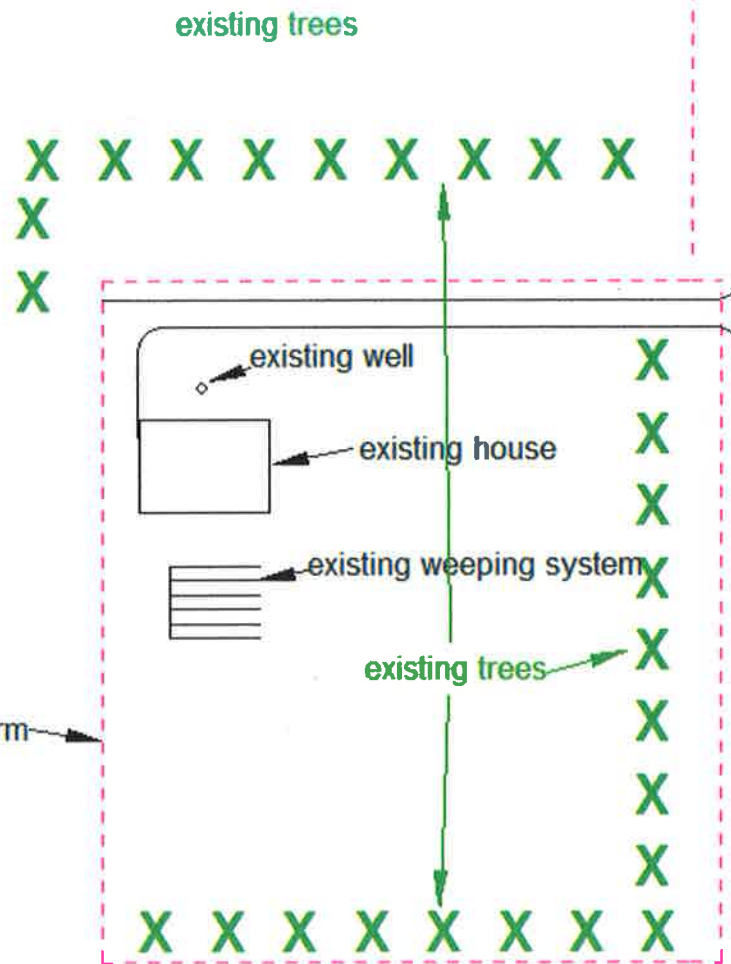 existing trees
X X X X X X X X X
X
X
existing well
X
X
existing house
X
existing weeping system
X
existing trees
X
rm
X
X
X
X X X X X X X X